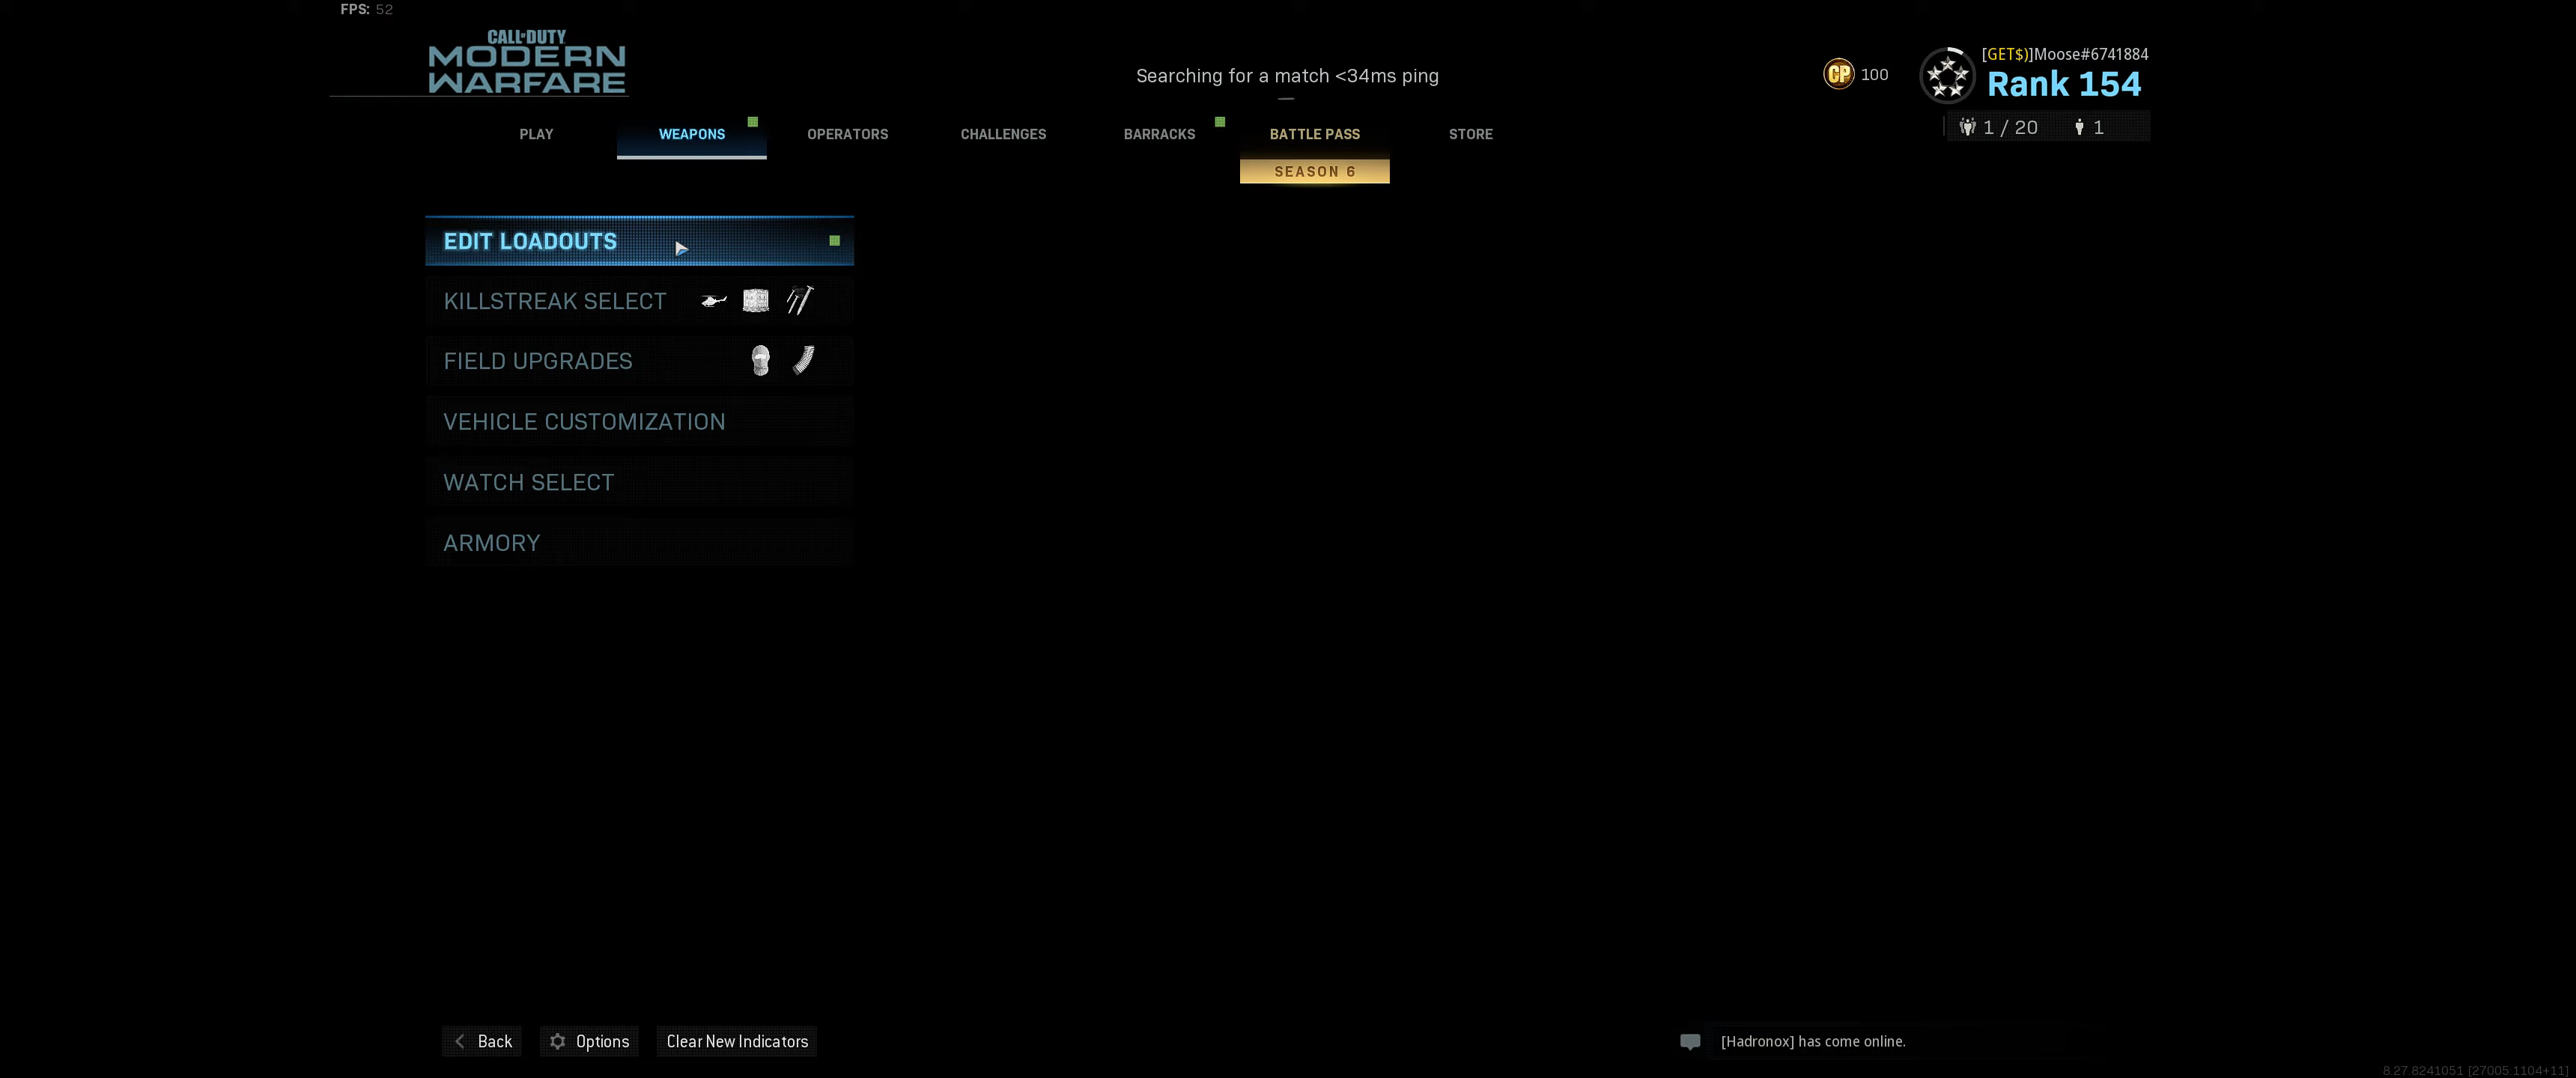 FPS: 52
CALL OF DUTY
MODERN
WARFARE
Searching for a match <34ms ping
CP 100
[GET$)]Moose#6741884
Rank 154
1 / 20 1
PLAY WEAPONS OPERATORS CHALLENGES BARRACKS BATTLE PASS STORE
SEASON 6
EDIT LOADOUTS
KILLSTREAK SELECT
FIELD UPGRADES
VEHICLE CUSTOMIZATION
WATCH SELECT
ARMORY
Back Options Clear New Indicators
[Hadronox] has come online.
8.27.8241051 [27005.1104+11]